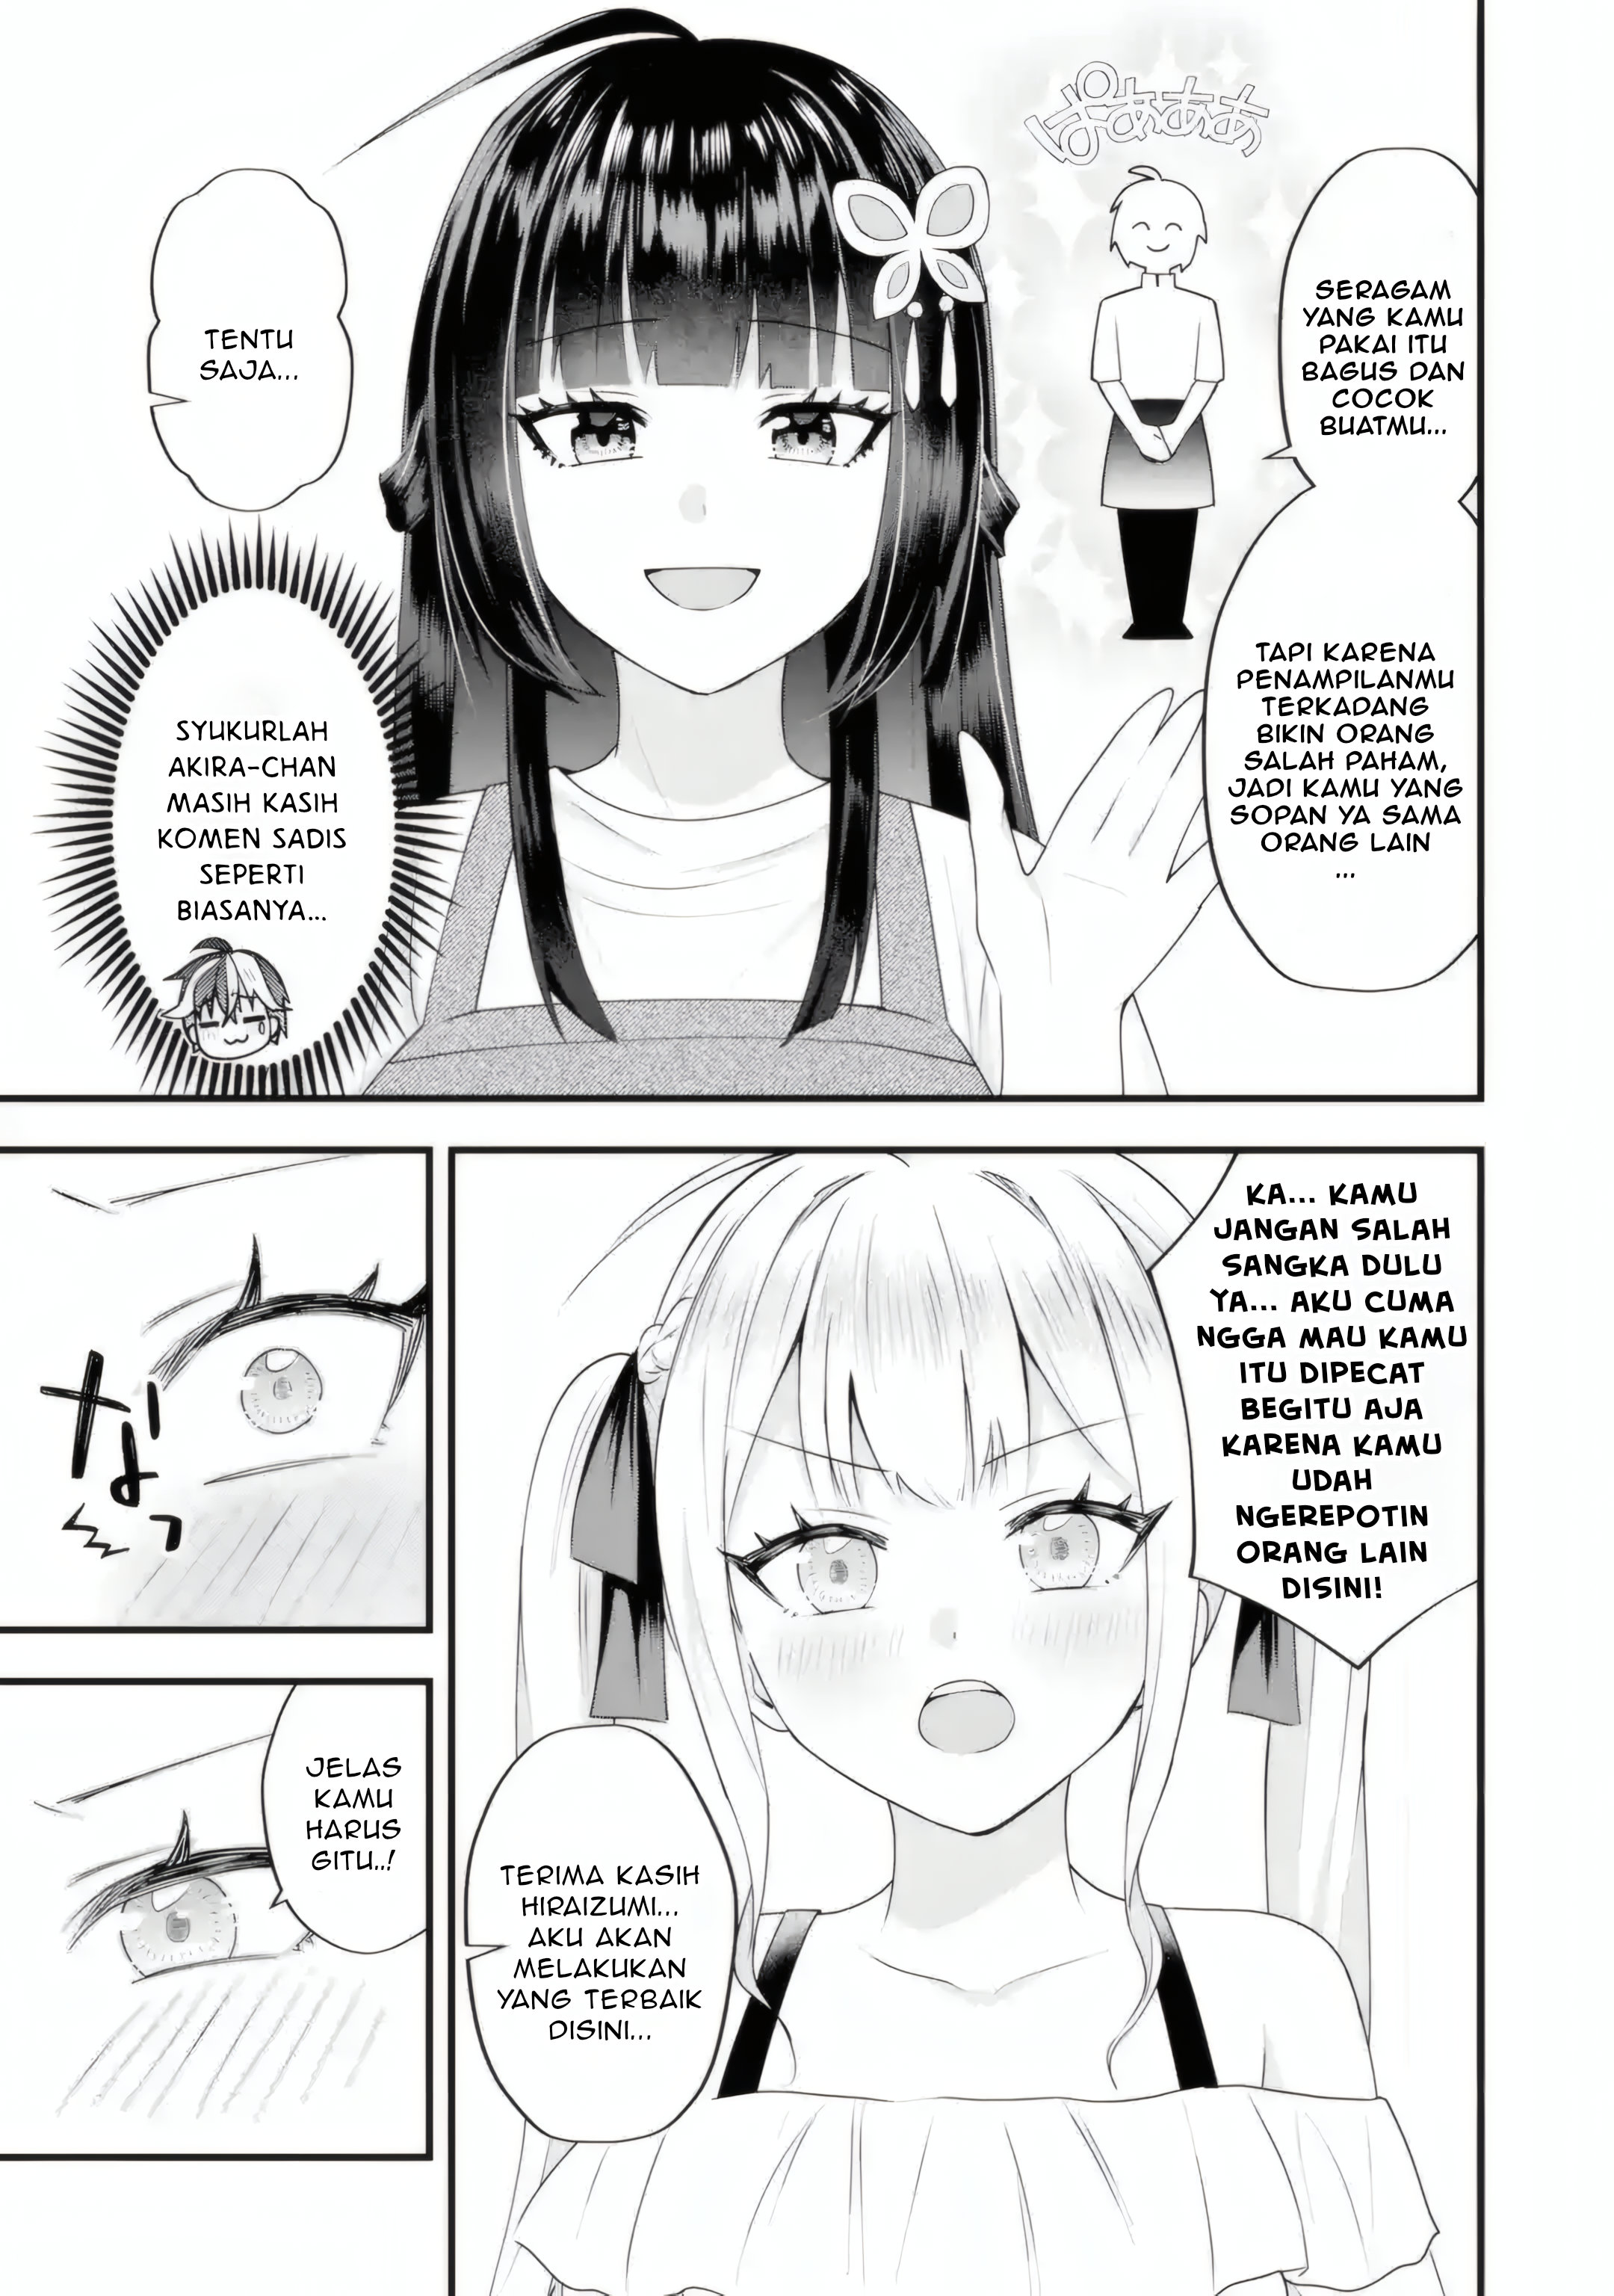 ぱあああ
SERAGAM
YANG KAMU
PAKAI ITU
BAGUS DAN
COCOK
BUATMU...
TAPI KARENA
PENAMPILANMU
TERKADANG
BIKIN ORANG
SALAH PAHAM,
JADI KAMU YANG
SOPAN YA SAMA
ORANG LAIN
...
TENTU
SAJA...
SYUKURLAH
AKIRA-CHAN
MASIH KASIH
KOMEN SADIS
SEPERTI
BIASANYA...
KA... KAMU
JANGAN SALAH
SANGKA DULU
YA... AKU CUMA
NGGA MAU KAMU
ITU DIPECAT
BEGITU AJA
KARENA KAMU
UDAH
NGEREPOTIN
ORANG LAIN
DISINI!
TERIMA KASIH
HIRAIZUMI...
AKU AKAN
MELAKUKAN
YANG TERBAIK
DISINI...
なっ
JELAS
KAMU
HARUS
GITU..!